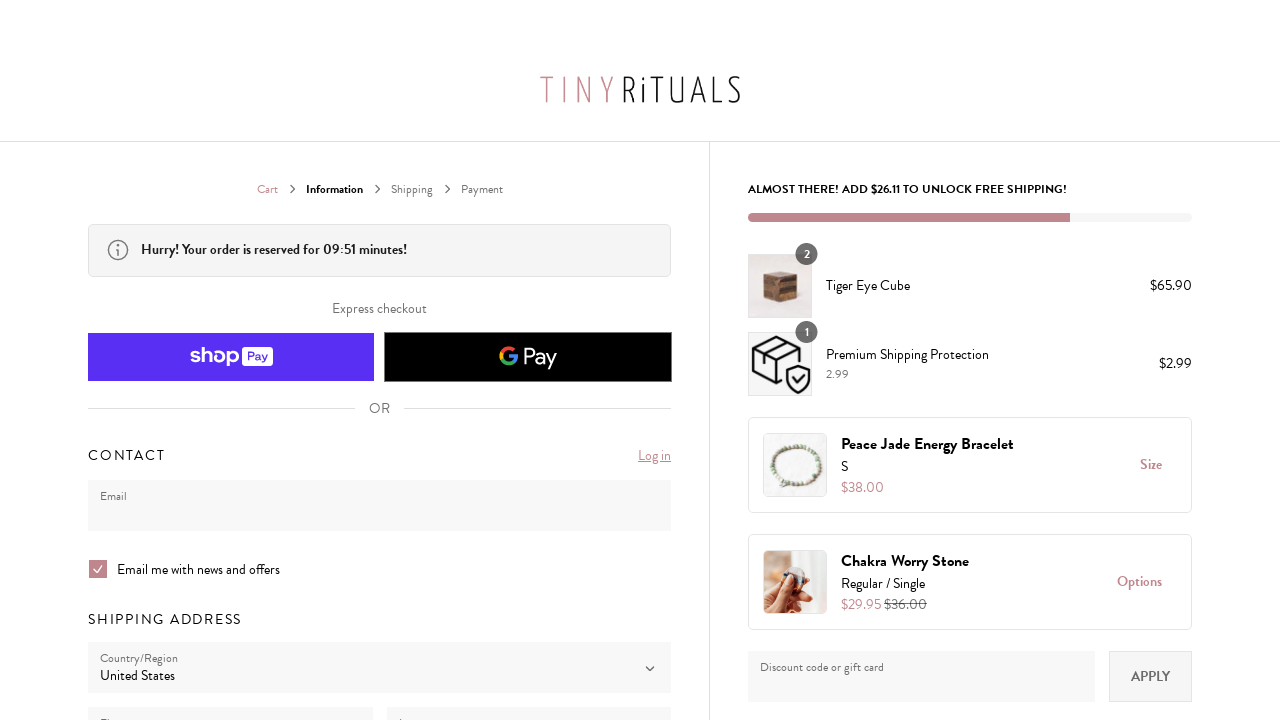 TINY RiTUALS
Cart
Information
Shipping
Payment
Hurry! Your order is reserved for 09:51 minutes!
Express checkout
shop Pay
G Pay
OR
CONTACT
Log in
Email
Email me with news and offers
SHIPPING ADDRESS
Country/Region
United States
ALMOST THERE! ADD $26.11 TO UNLOCK FREE SHIPPING!
2
Tiger Eye Cube
$65.90
1
Premium Shipping Protection
2.99
$2.99
Peace Jade Energy Bracelet
S
$38.00
Size
Chakra Worry Stone
Regular / Single
$29.95 $36.00
Options
Discount code or gift card
APPLY